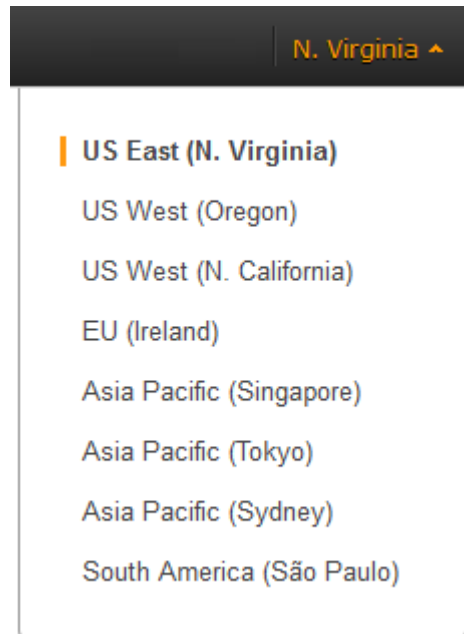 N. Virginia
US East (N. Virginia)
US West (Oregon)
US West (N. California)
EU (Ireland)
Asia Pacific (Singapore)
Asia Pacific (Tokyo)
Asia Pacific (Sydney)
South America (São Paulo)